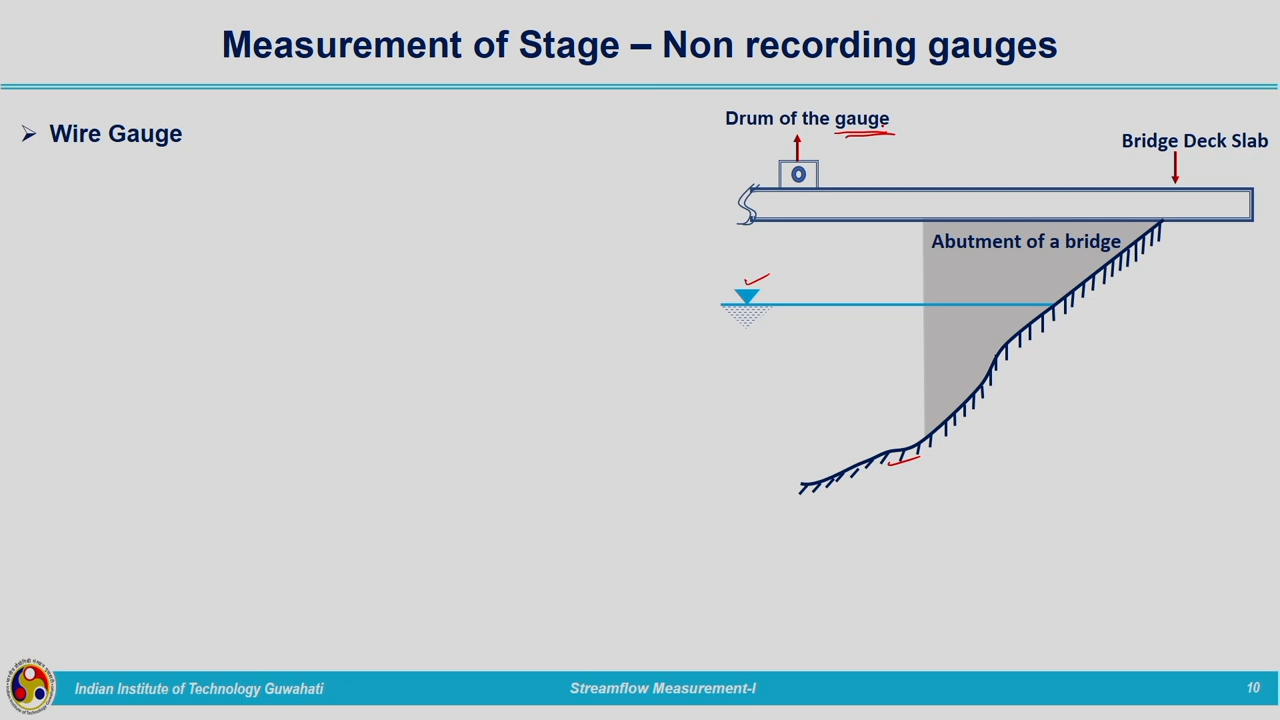 Measurement of Stage – Non recording gauges
Wire Gauge
Drum of the gauge
Bridge Deck Slab
Abutment of a bridge
Indian Institute of Technology Guwahati
Streamflow Measurement-I
10